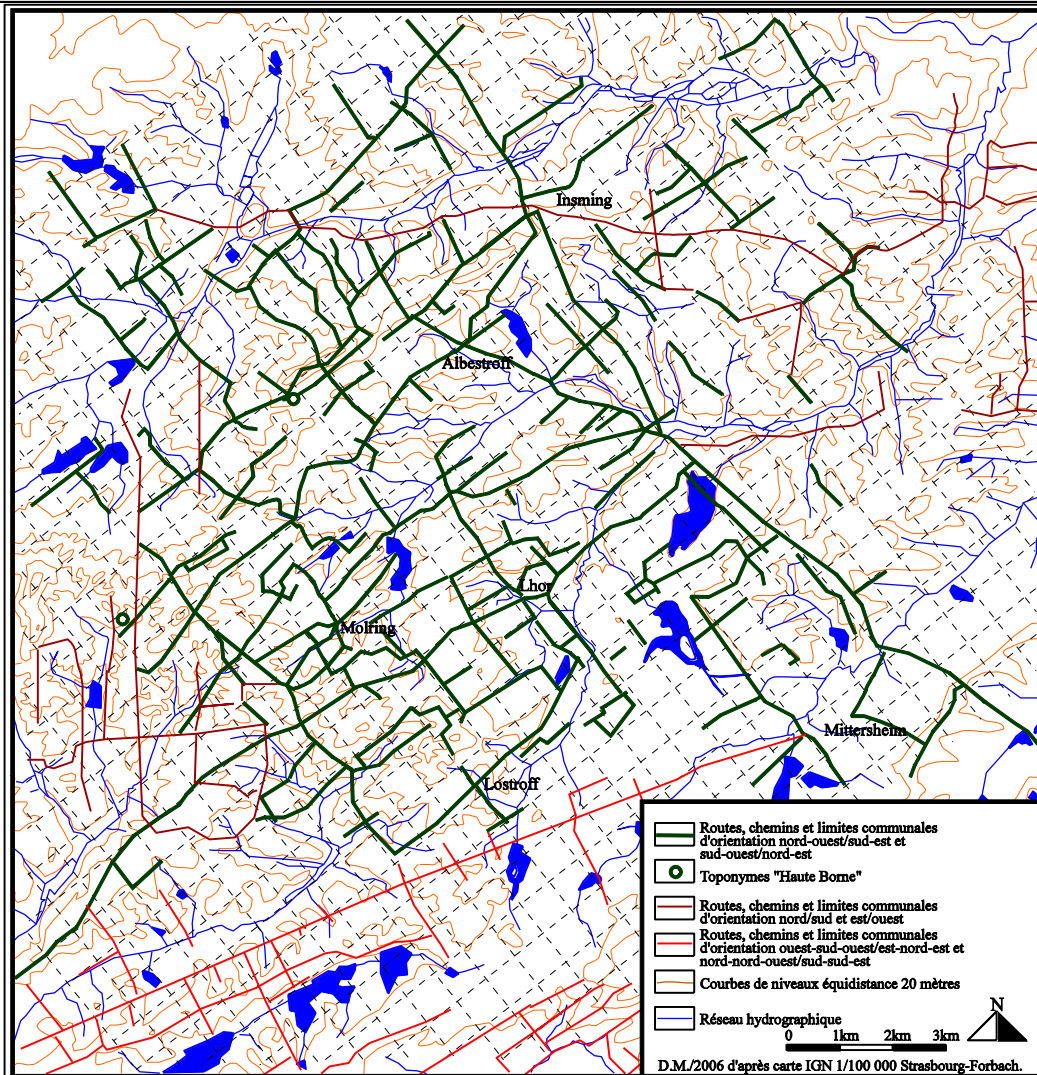 Insming
Albestroff
Lhor
Molring
Mittersheim
Lostroff
Routes, chemins et limites communales
d'orientation nord-ouest/sud-est et
sud-ouest/nord-est
Toponymes "Haute Borne"
Routes, chemins et limites communales
d'orientation nord/sud et est/ouest
Routes, chemins et limites communales
d'orientation ouest-sud-ouest/est-nord-est et
nord-nord-ouest/sud-sud-est
Courbes de niveaux équidistance 20 mètres
Réseau hydrographique
N
0 1km 2km 3km
D.M./2006 d'après carte IGN 1/100 000 Strasbourg-Forbach.